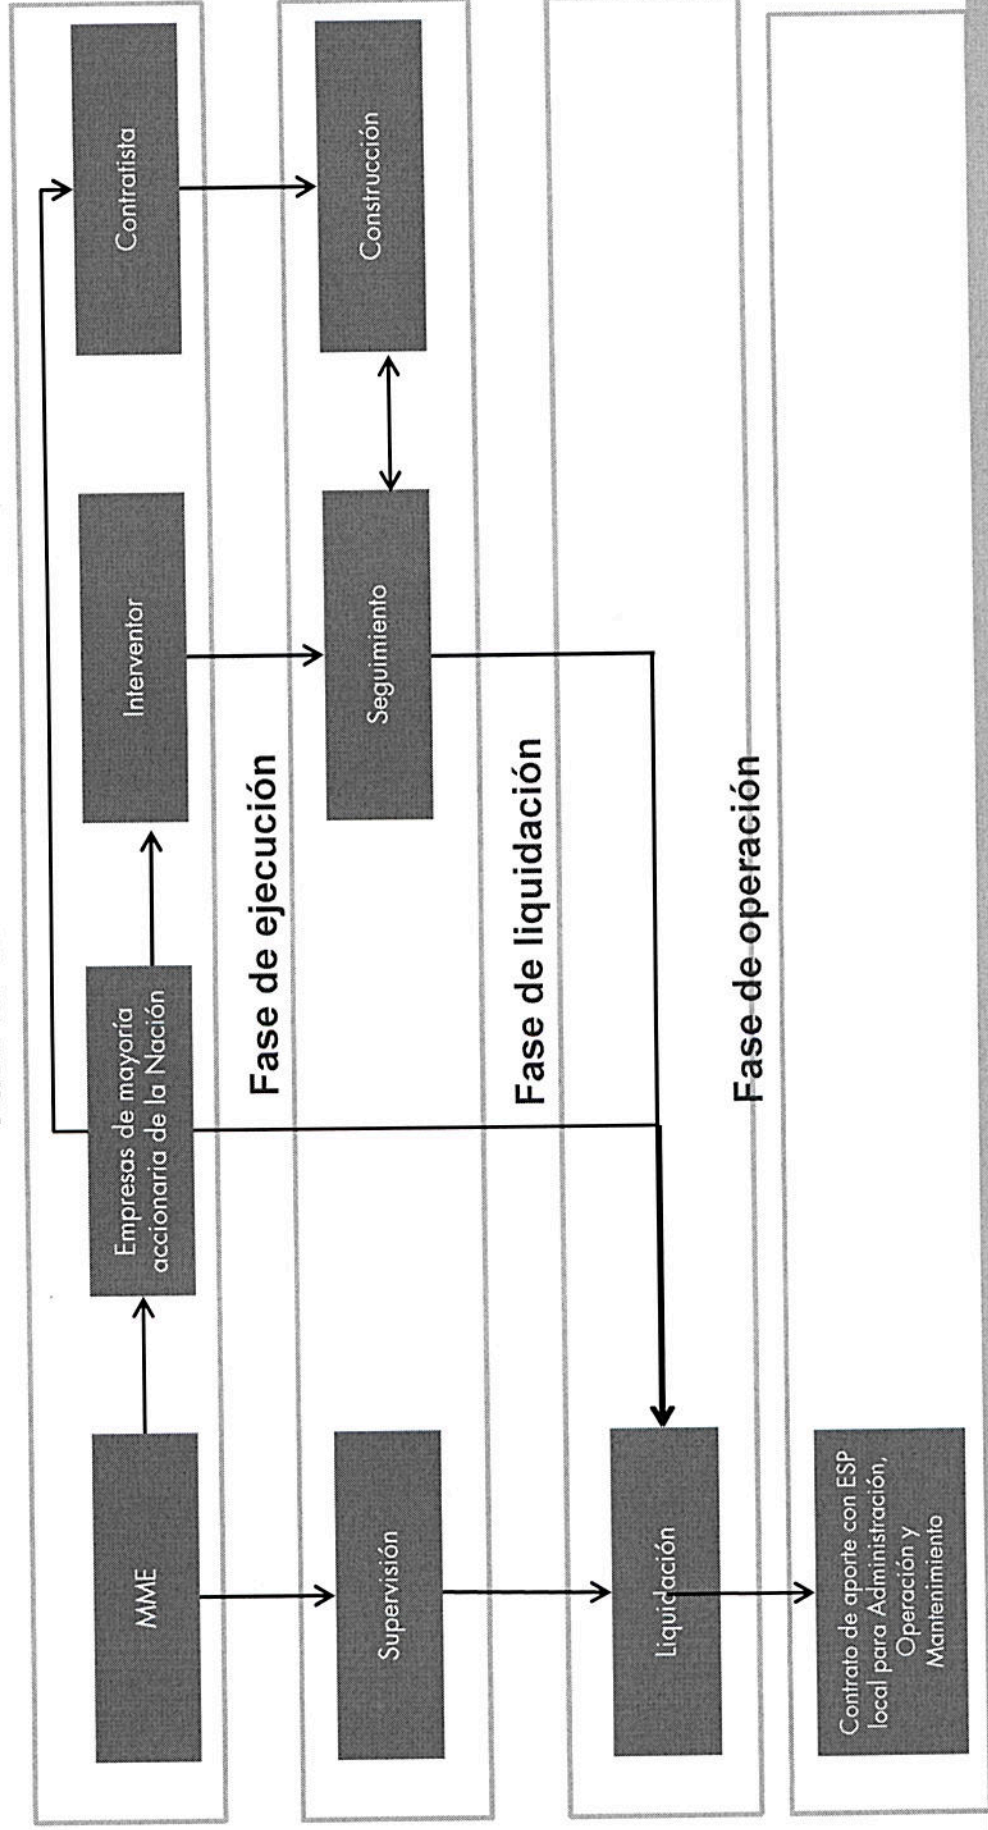 MME
Empresas de mayoría
accionaria de la Nación
Interventor
Contratista
Fase de ejecución
Supervisión
Seguimiento
Construcción
Fase de liquidación
Liquidación
Fase de operación
Contrato de aporte con ESP
local para Administración,
Operación y
Mantenimiento